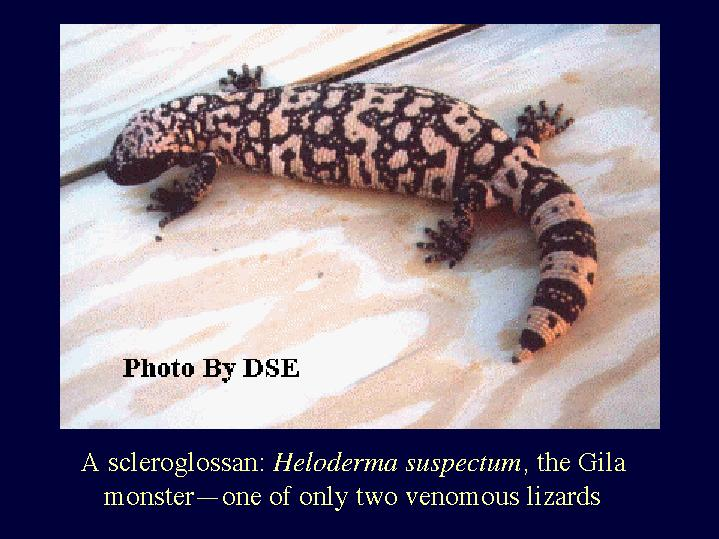 Photo By DSE
A scleroglossan: Heloderma suspectum, the Gila
monster—one of only two venomous lizards